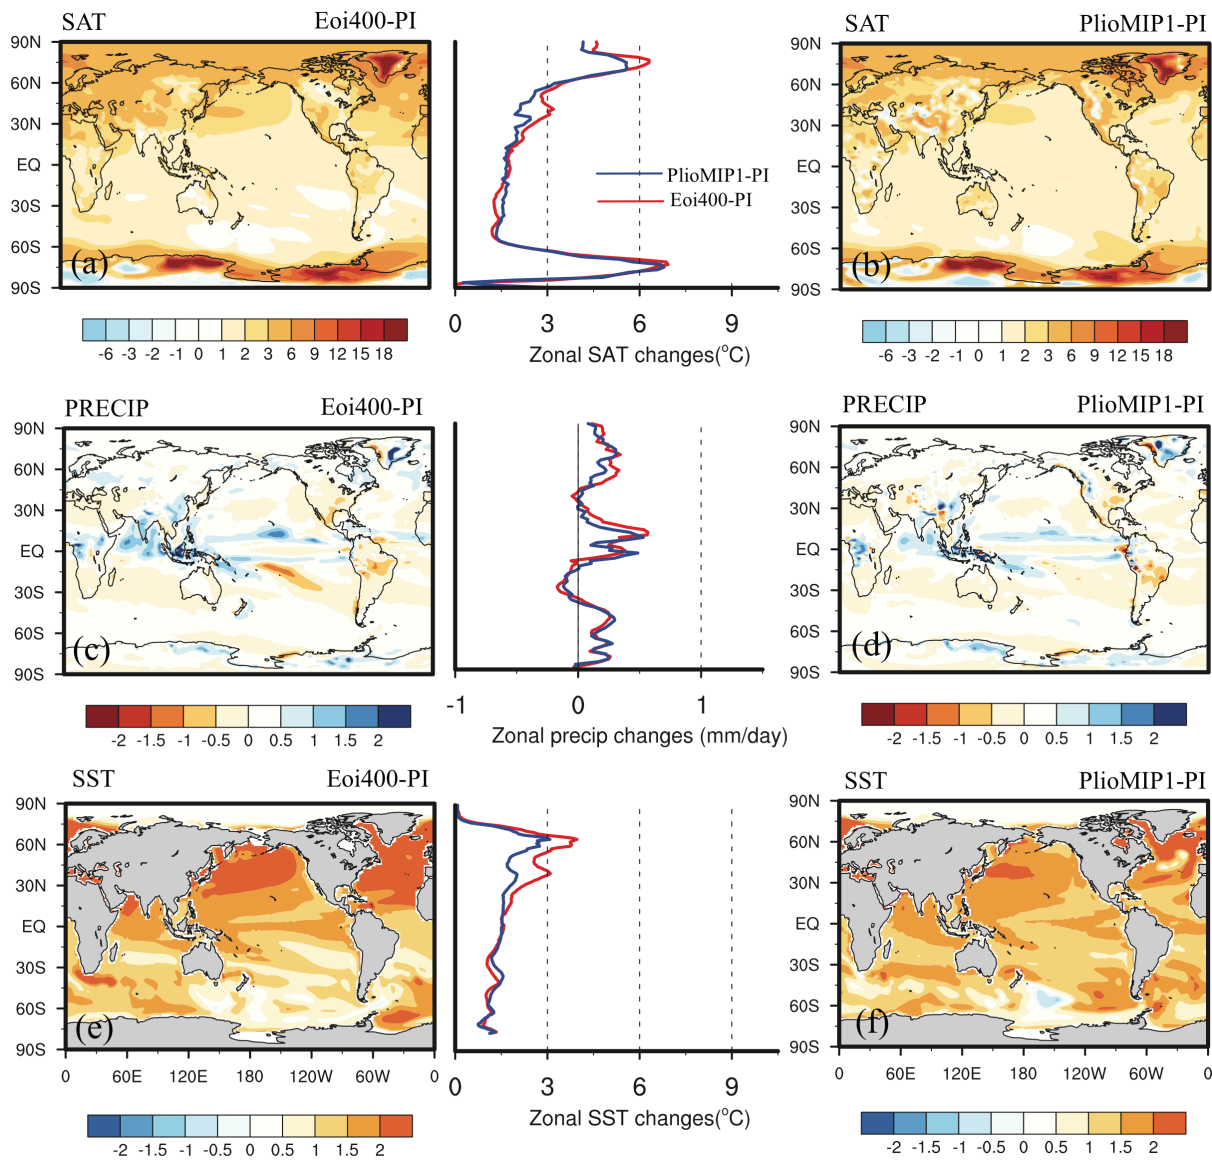 SAT Eoi400-PI
SAT PlioMIP1-PI
90N
60N
30N
EQ
30S
60S
90S
(a)
PlioMIP1-PI
Eoi400-PI
90N
60N
30N
EQ
30S
60S
90S
(b)
-6 -3 -2 -1 0 1 2 3 6 9 12 15 18
0 3 6 9
Zonal SAT changes(°C)
-6 -3 -2 -1 0 1 2 3 6 9 12 15 18
PRECIP Eoi400-PI
PRECIP PlioMIP1-PI
90N
60N
30N
EQ
30S
60S
90S
(c)
90N
60N
30N
EQ
30S
60S
90S
(d)
-2 -1.5 -1 -0.5 0 0.5 1 1.5 2
-1 0 1
Zonal precip changes (mm/day)
-2 -1.5 -1 -0.5 0 0.5 1 1.5 2
SST Eoi400-PI
SST PlioMIP1-PI
90N
60N
30N
EQ
30S
60S
90S
(e)
0 60E 120E 180 120W 60W 0
90N
60N
30N
EQ
30S
60S
90S
(f)
0 60E 120E 180 120W 60W 0
-2 -1.5 -1 -0.5 0 0.5 1 1.5 2
0 3 6 9
Zonal SST changes(°C)
-2 -1.5 -1 -0.5 0 0.5 1 1.5 2